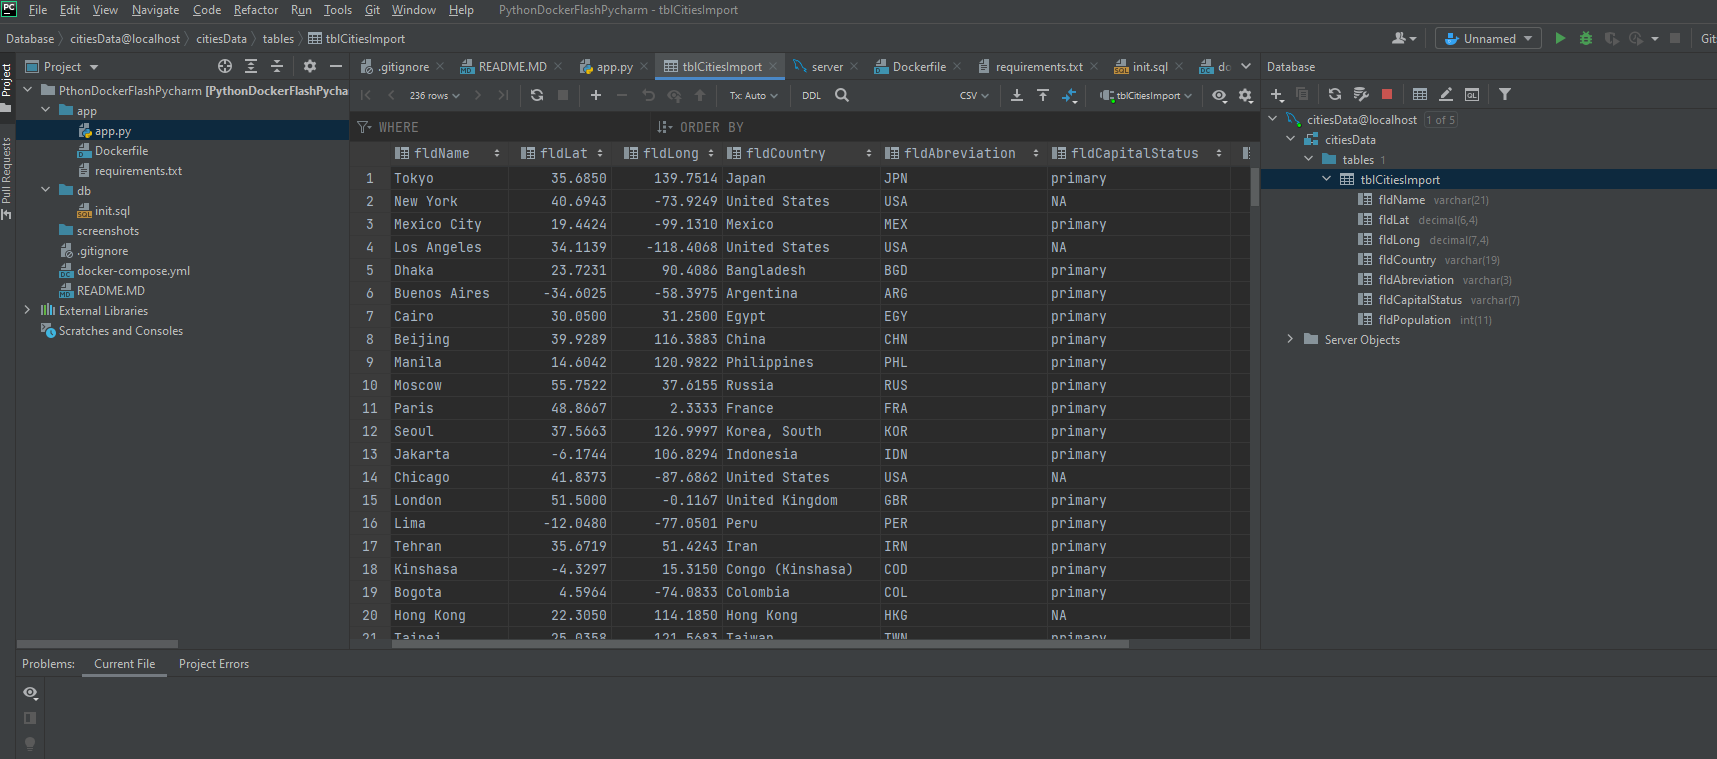 PC File Edit View Navigate Code Refactor Run Tools Git Window Help PythonDockerFlashPycharm - tblCitiesImport
Database citiesData@localhost citiesData tables tblCitiesImport Unnamed Git
Project
Pull Requests
Project
PthonDockerFlashPycharm [PythonDockerFlashPycha
app
app.py
Dockerfile
requirements.txt
db
init.sql
screenshots
.gitignore
docker-compose.yml
README.MD
External Libraries
Scratches and Consoles
.gitignore README.MD app.py tblCitiesImport server Dockerfile requirements.txt init.sql do
236 rows Tx: Auto DDL CSV tblCitiesImport
WHERE ORDER BY
fldName fldLat fldLong fldCountry fldAbreviation fldCapitalStatus
1 Tokyo 35.6850 139.7514 Japan JPN primary
2 New York 40.6943 -73.9249 United States USA NA
3 Mexico City 19.4424 -99.1310 Mexico MEX primary
4 Los Angeles 34.1139 -118.4068 United States USA NA
5 Dhaka 23.7231 90.4086 Bangladesh BGD primary
6 Buenos Aires -34.6025 -58.3975 Argentina ARG primary
7 Cairo 30.0500 31.2500 Egypt EGY primary
8 Beijing 39.9289 116.3883 China CHN primary
9 Manila 14.6042 120.9822 Philippines PHL primary
10 Moscow 55.7522 37.6155 Russia RUS primary
11 Paris 48.8667 2.3333 France FRA primary
12 Seoul 37.5663 126.9997 Korea, South KOR primary
13 Jakarta -6.1744 106.8294 Indonesia IDN primary
14 Chicago 41.8373 -87.6862 United States USA NA
15 London 51.5000 -0.1167 United Kingdom GBR primary
16 Lima -12.0480 -77.0501 Peru PER primary
17 Tehran 35.6719 51.4243 Iran IRN primary
18 Kinshasa -4.3297 15.3150 Congo (Kinshasa) COD primary
19 Bogota 4.5964 -74.0833 Colombia COL primary
20 Hong Kong 22.3050 114.1850 Hong Kong HKG NA
21 Taipei 25.0358 121.5683 Taiwan TWN primary
Database
citiesData@localhost 1 of 5
citiesData
tables 1
tblCitiesImport
fldName varchar(21)
fldLat decimal(6,4)
fldLong decimal(7,4)
fldCountry varchar(19)
fldAbreviation varchar(3)
fldCapitalStatus varchar(7)
fldPopulation int(11)
Server Objects
Problems: Current File Project Errors